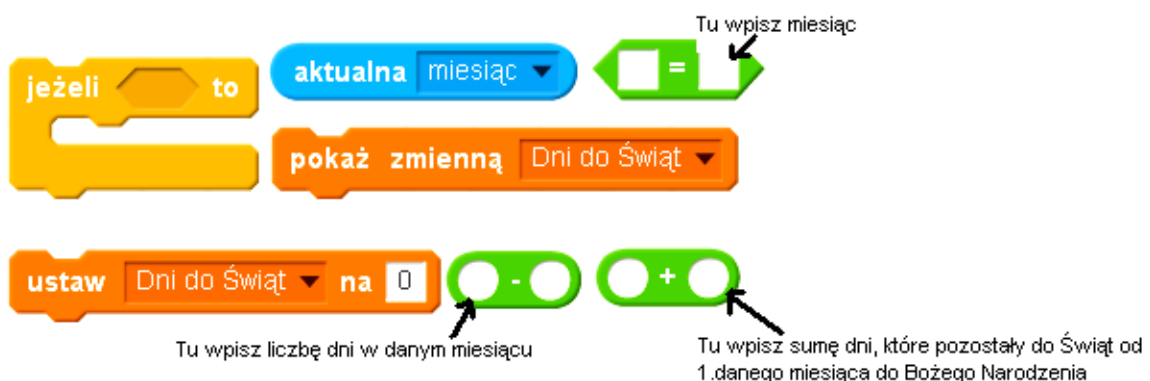 Tu wpisz miesiąc
jeżeli to
aktualna miesiąc =
pokaż zmienną Dni do Świąt
ustaw Dni do Świąt na 0 - +
Tu wpisz liczbę dni w danym miesiącu
Tu wpisz sumę dni, które pozostały do Świąt od
1.danego miesiąca do Bożego Narodzenia